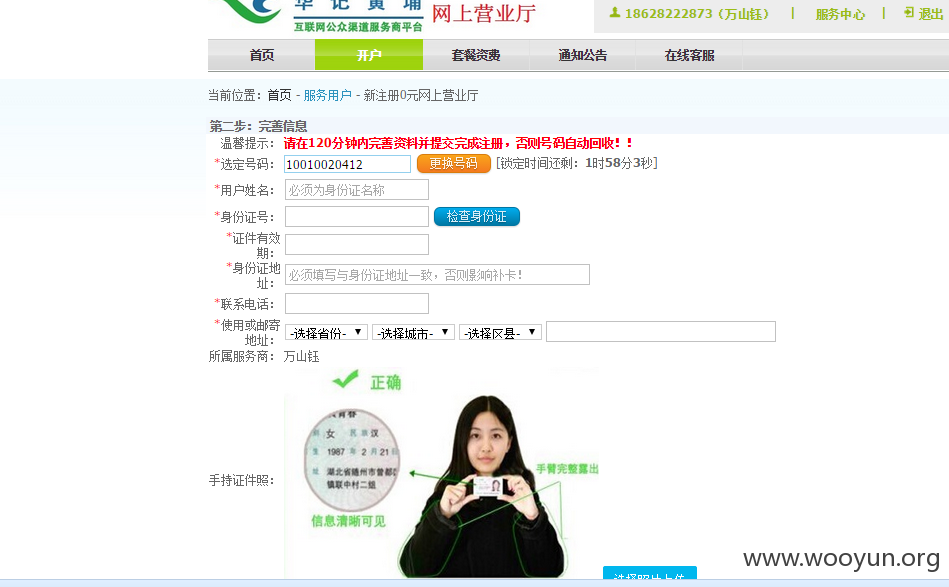 华记黄埔 网上营业厅
互联网公众渠道服务商平台
18628222873（万山钰） | 服务中心 | 退出
首页 开户 套餐资费 通知公告 在线客服
当前位置：首页 - 服务用户 - 新注册0元网上营业厅
第二步：完善信息
温馨提示： 请在120分钟内完善资料并提交完成注册，否则号码自动回收！！
*选定号码： 10010020412 更换号码 [锁定时间还剩：1时58分3秒]
*用户姓名： 必须为身份证名称
*身份证号： 检查身份证
*证件有效
期：
*身份证地
址： 必须填写与身份证地址一致，否则影响补卡！
*联系电话：
*使用或邮寄
地址： -选择省份- -选择城市- -选择区县-
所属服务商： 万山钰
正确
女 民族 汉
1987 年 2 月 21
湖北省随州市曾都
镇联中村二组
手臂完整露出
手持证件照：
信息清晰可见
选择照片上传
www.wooyun.org